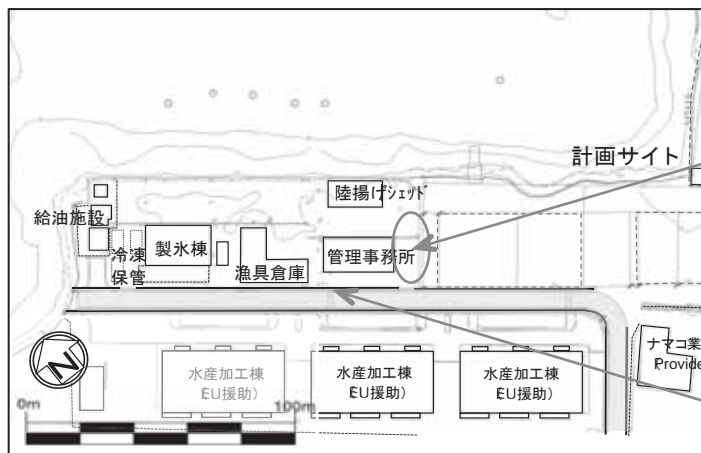 計画サイト
陸揚げシェッド
給油施設
製氷棟
冷凍
保管
漁具倉庫
管理事務所
ナマコ業
Provide
水産加工棟
EU援助）
水産加工棟
EU援助）
水産加工棟
EU援助）
N
0m
100m